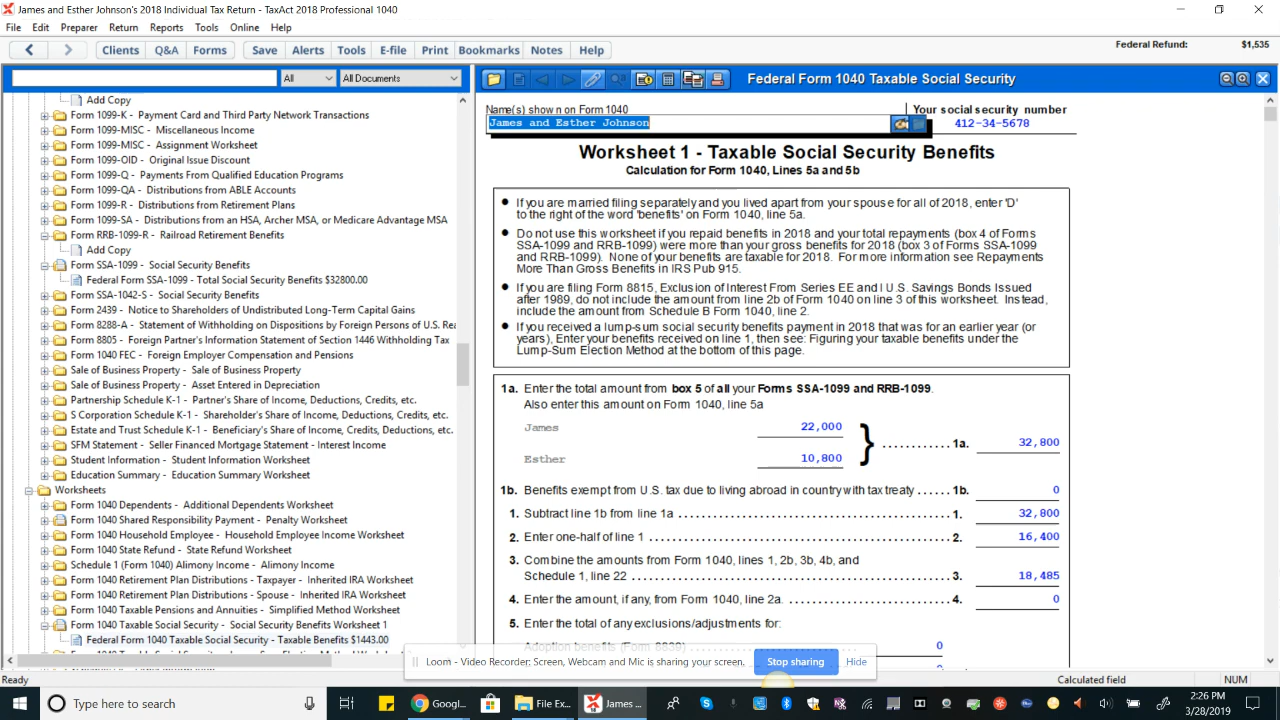 James and Esther Johnson's 2018 Individual Tax Return - TaxAct 2018 Professional 1040
File Edit Preparer Return Reports Tools Online Help
Clients Q&A Forms Save Alerts Tools E-file Print Bookmarks Notes Help
Federal Refund: $1,535
All All Documents
Federal Form 1040 Taxable Social Security
Add Copy
Form 1099-K - Payment Card and Third Party Network Transactions
Form 1099-MISC - Miscellaneous Income
Form 1099-MISC - Assignment Worksheet
Form 1099-OID - Original Issue Discount
Form 1099-Q - Payments From Qualified Education Programs
Form 1099-QA - Distributions from ABLE Accounts
Form 1099-R - Distributions from Retirement Plans
Form 1099-SA - Distributions from an HSA, Archer MSA, or Medicare Advantage MSA
Form RRB-1099-R - Railroad Retirement Benefits
Add Copy
Form SSA-1099 - Social Security Benefits
Federal Form SSA-1099 - Total Social Security Benefits $32800.00
Form SSA-1042-S - Social Security Benefits
Form 2439 - Notice to Shareholders of Undistributed Long-Term Capital Gains
Form 8288-A - Statement of Withholding on Dispositions by Foreign Persons of U.S. Rea
Form 8805 - Foreign Partner's Information Statement of Section 1446 Withholding Tax
Form 1040 FEC - Foreign Employer Compensation and Pensions
Sale of Business Property - Sale of Business Property
Sale of Business Property - Asset Entered in Depreciation
Partnership Schedule K-1 - Partner's Share of Income, Deductions, Credits, etc.
S Corporation Schedule K-1 - Shareholder's Share of Income, Deductions, Credits, etc.
Estate and Trust Schedule K-1 - Beneficiary's Share of Income, Credits, Deductions, etc.
SFM Statement - Seller Financed Mortgage Statement - Interest Income
Student Information - Student Information Worksheet
Education Summary - Education Summary Worksheet
Worksheets
Form 1040 Dependents - Additional Dependents Worksheet
Form 1040 Shared Responsibility Payment - Penalty Worksheet
Form 1040 Household Employee - Household Employee Income Worksheet
Form 1040 State Refund - State Refund Worksheet
Schedule 1 (Form 1040) Alimony Income - Alimony Income
Form 1040 Retirement Plan Distributions - Taxpayer - Inherited IRA Worksheet
Form 1040 Retirement Plan Distributions - Spouse - Inherited IRA Worksheet
Form 1040 Taxable Pensions and Annuities - Simplified Method Worksheet
Form 1040 Taxable Social Security - Social Security Benefits Worksheet 1
Federal Form 1040 Taxable Social Security - Taxable Benefits $1443.00
Name(s) shown on Form 1040 Your social security number
James and Esther Johnson 412-34-5678
Worksheet 1 - Taxable Social Security Benefits
Calculation for Form 1040, Lines 5a and 5b
If you are married filing separately and you lived apart from your spouse for all of 2018, enter 'D'
to the right of the word 'benefits' on Form 1040, line 5a.
Do not use this worksheet if you repaid benefits in 2018 and your total repayments (box 4 of Forms
SSA-1099 and RRB-1099) were more than your gross benefits for 2018 (box 3 of Forms SSA-1099
and RRB-1099). None of your benefits are taxable for 2018. For more information see Repayments
More Than Gross Benefits in IRS Pub 915.
If you are filing Form 8815, Exclusion of Interest From Series EE and I U.S. Savings Bonds Issued
after 1989, do not include the amount from line 2b of Form 1040 on line 3 of this worksheet. Instead,
include the amount from Schedule B Form 1040, line 2.
If you received a lump-sum social security benefits payment in 2018 that was for an earlier year (or
years), Enter your benefits received on line 1, then see: Figuring your taxable benefits under the
Lump-Sum Election Method at the bottom of this page.
1a. Enter the total amount from box 5 of all your Forms SSA-1099 and RRB-1099.
Also enter this amount on Form 1040, line 5a
James 22,000
} ........... 1a. 32,800
Esther 10,800
1b. Benefits exempt from U.S. tax due to living abroad in country with tax treaty ...... 1b. 0
1. Subtract line 1b from line 1a ........ 1. 32,800
2. Enter one-half of line 1 ........ 2. 16,400
3. Combine the amounts from Form 1040, lines 1, 2b, 3b, 4b, and
Schedule 1, line 22 ........ 3. 18,485
4. Enter the amount, if any, from Form 1040, line 2a. ........ 4. 0
5. Enter the total of any exclusions/adjustments for:
Adoption benefits (Form 8839) 0
Loom - Video Recorder; Screen, Webcam and Mic is sharing your screen. Stop sharing Hide
Ready Calculated field NUM
Type here to search Googl... File Ex... James ... 2:26 PM
3/28/2019